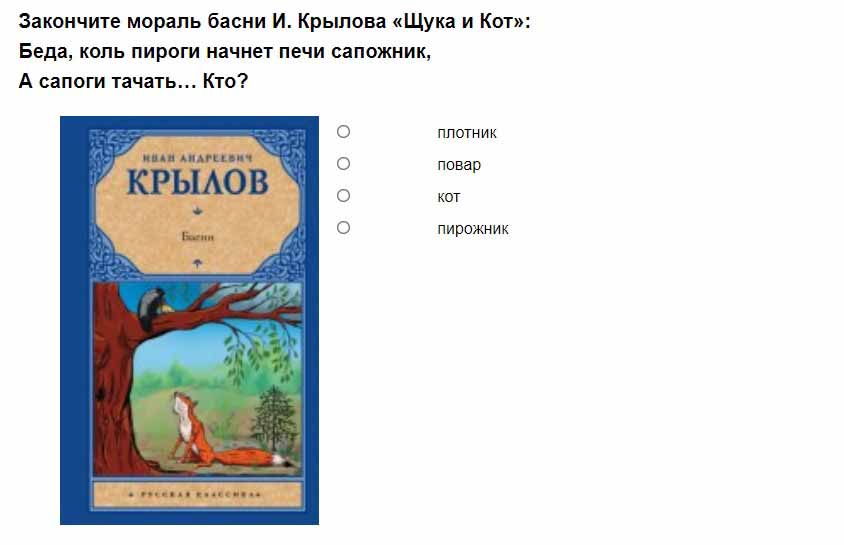 Закончите мораль басни И. Крылова «Щука и Кот»:
Беда, коль пироги начнет печи сапожник,
А сапоги тачать… Кто?
ИВАН АНДРЕЕВИЧ
КРЫЛОВ
Басни
РУССКАЯ КЛАССИКА
плотник
повар
кот
пирожник